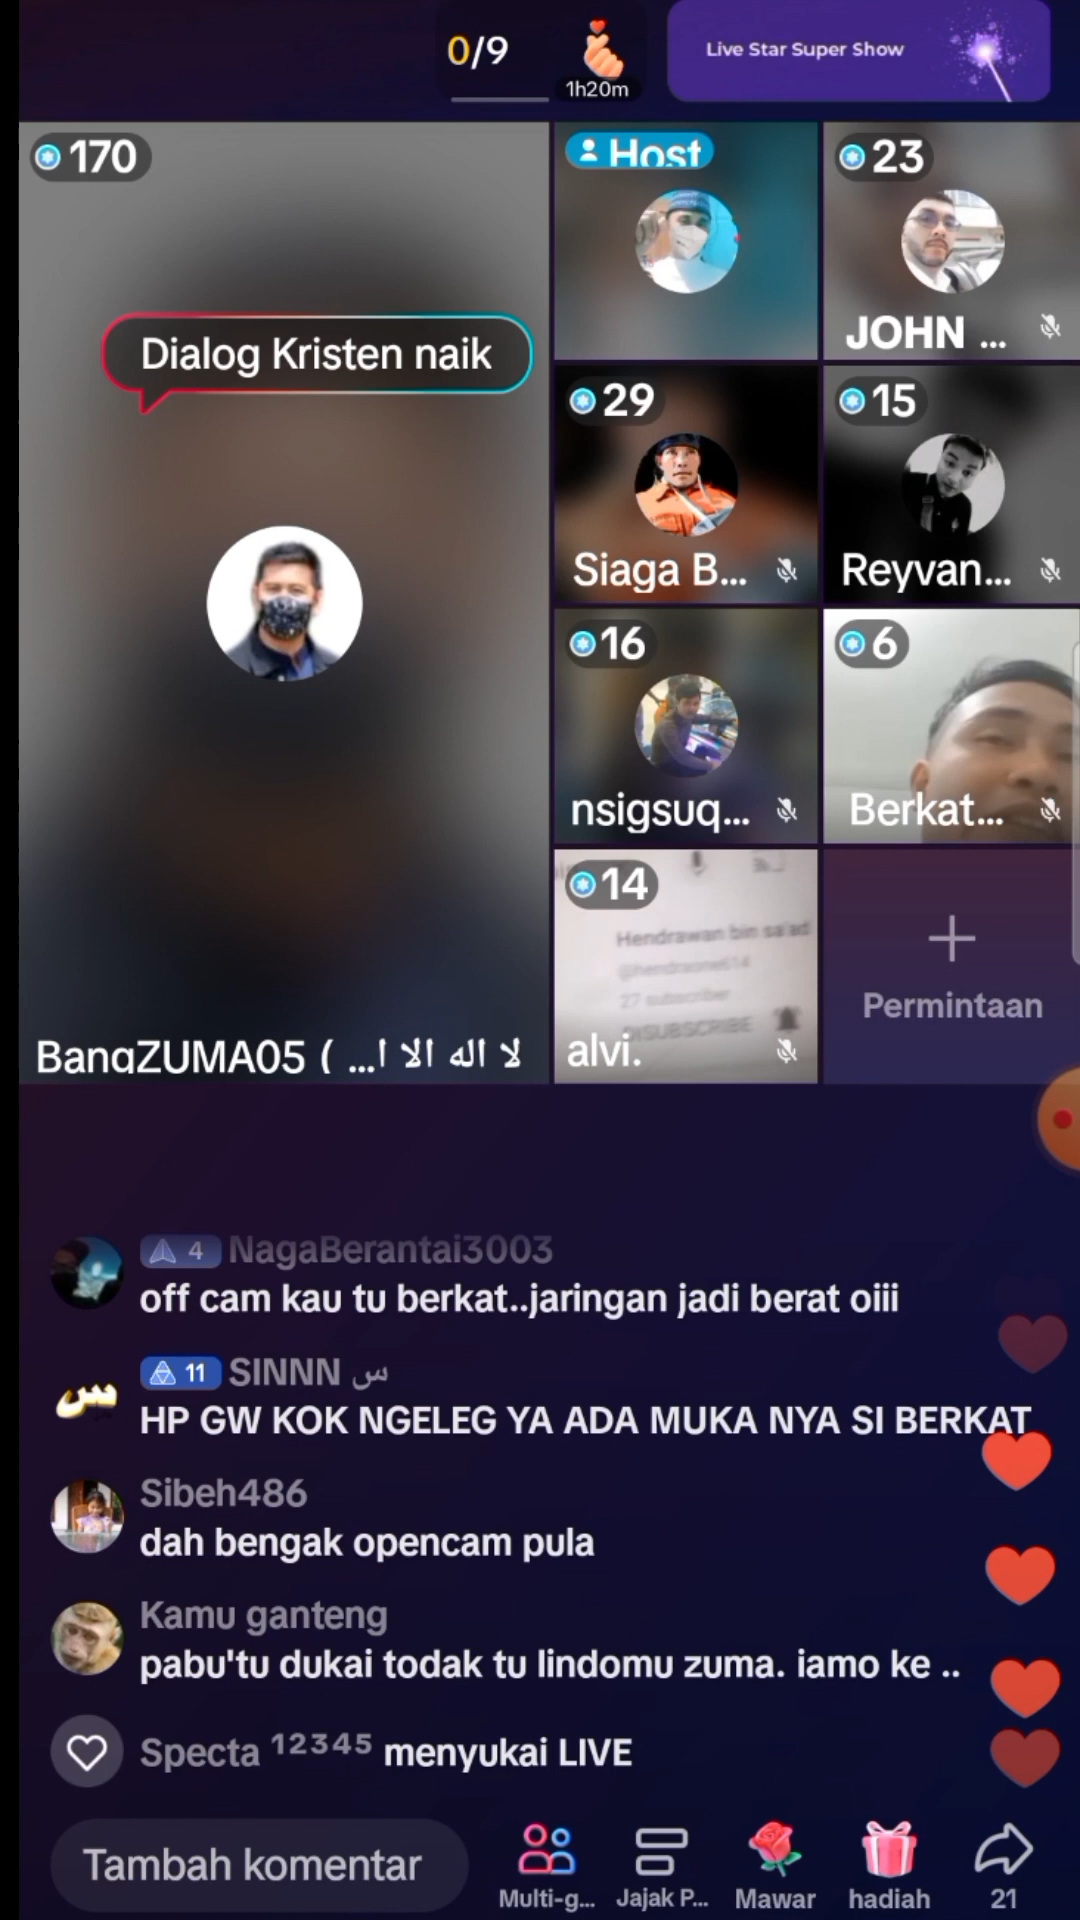 0/9
1h20m
Live Star Super Show
170
Host
23
Dialog Kristen naik
JOHN ...
29
15
Siaga B...
Reyvan...
16
6
nsigsuq...
Berkat...
14
Hendrawan bin sa'ad
27 subscriber
DISUBSCRIBE
alvi.
Permintaan
BangZUMA05 ( ...لا اله الا ا
4 NagaBerantai3003
off cam kau tu berkat..jaringan jadi berat oiii
س
11 SINNN س
HP GW KOK NGELEG YA ADA MUKA NYA SI BERKAT
Sibeh486
dah bengak opencam pula
Kamu ganteng
pabu'tu dukai todak tu lindomu zuma. iamo ke ..
Specta ¹²³⁴⁵ menyukai LIVE
Tambah komentar
Multi-g...
Jajak P...
Mawar
hadiah
21